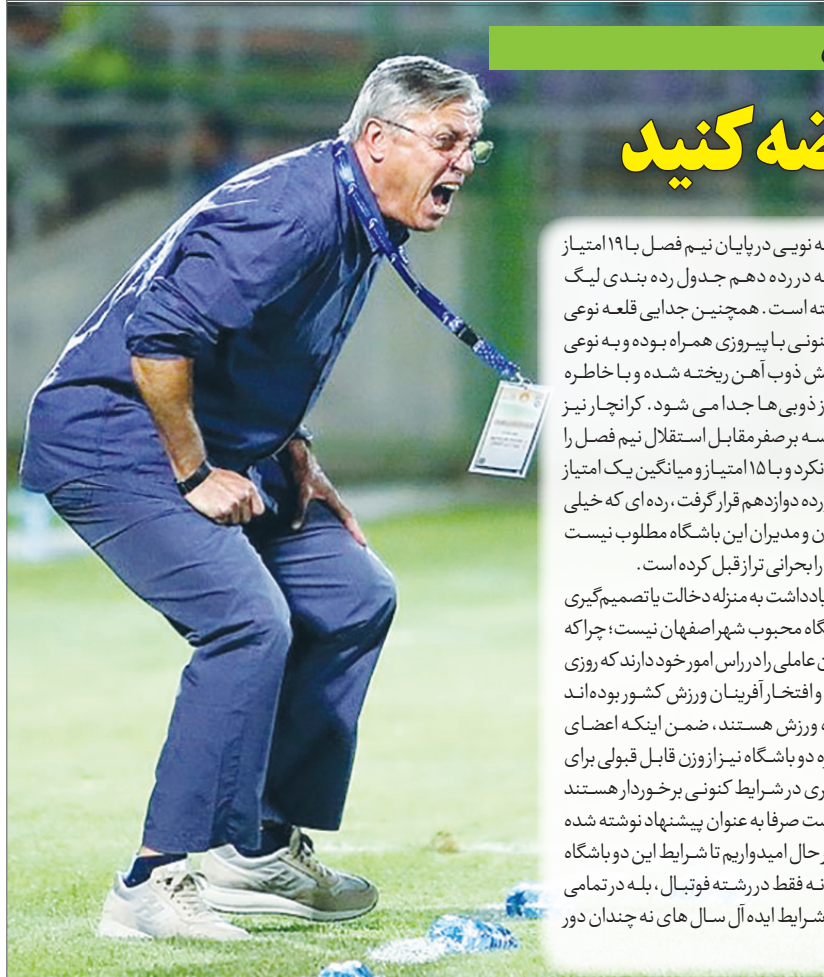 ضه کنید
ه نویی در پایان نیم فصل با ۱۹ امتیاز
ه در رده دهم جدول رده بندی لیگ
ته است. همچنین جدایی قلعه نوعی
نونی با پیروزی همراه بوده و به نوعی
ش ذوب آهن ریخته شده و با خاطره
ز ذوبی ها جدا می شود. کرانچار نیز
سه بر صفر مقابل استقلال نیم فصل را
نکرد و با ۱۵ امتیاز و میانگین یک امتیاز
رده دوازدهم قرار گرفت، رده ای که خیلی
ن و مدیران این باشگاه مطلوب نیست
را بحرانی تر از قبل کرده است.
یادداشت به منزله دخالت یا تصمیم‌گیری
گاه محبوب شهر اصفهان نیست؛ چرا که
ن عاملی را در راس امور خود دارند که روزی
و افتخار آفرینان ورزش کشور بوده‌اند
ه ورزش هستند، ضمن اینکه اعضای
ه دو باشگاه نیز از وزن قابل قبولی برای
ری در شرایط کنونی برخوردار هستند
ست صرفا به عنوان پیشنهاد نوشته شده
ر حال امیدواریم تا شرایط این دو باشگاه
نه فقط در رشته فوتبال، بله در تمامی
شرایط ایده آل سال های نه چندان دور